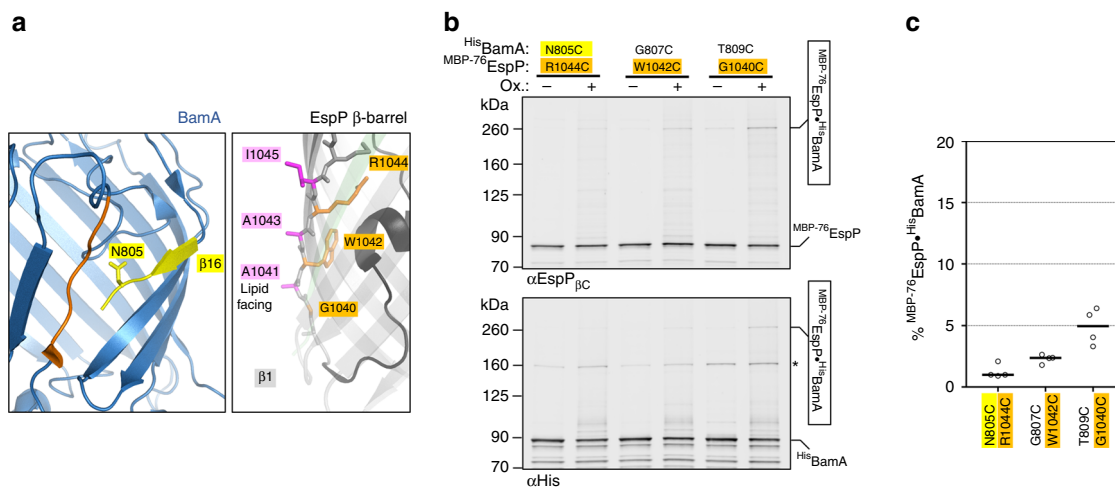 a
BamA
N805
β16
EspP β-barrel
I1045
R1044
A1043
W1042
A1041
Lipid
facing
G1040
β1
b
HisBamA: N805C G807C T809C
MBP-76EspP: R1044C W1042C G1040C
Ox.: – + – + – +
kDa
260
160
125
90
70
MBP-76EspP•HisBamA
MBP-76EspP
αEspPβC
kDa
260
160
125
90
70
MBP-76EspP•HisBamA
*
HisBamA
αHis
c
% MBP-76EspP•HisBamA
20
15
10
5
0
N805C
R1044C
G807C
W1042C
T809C
G1040C